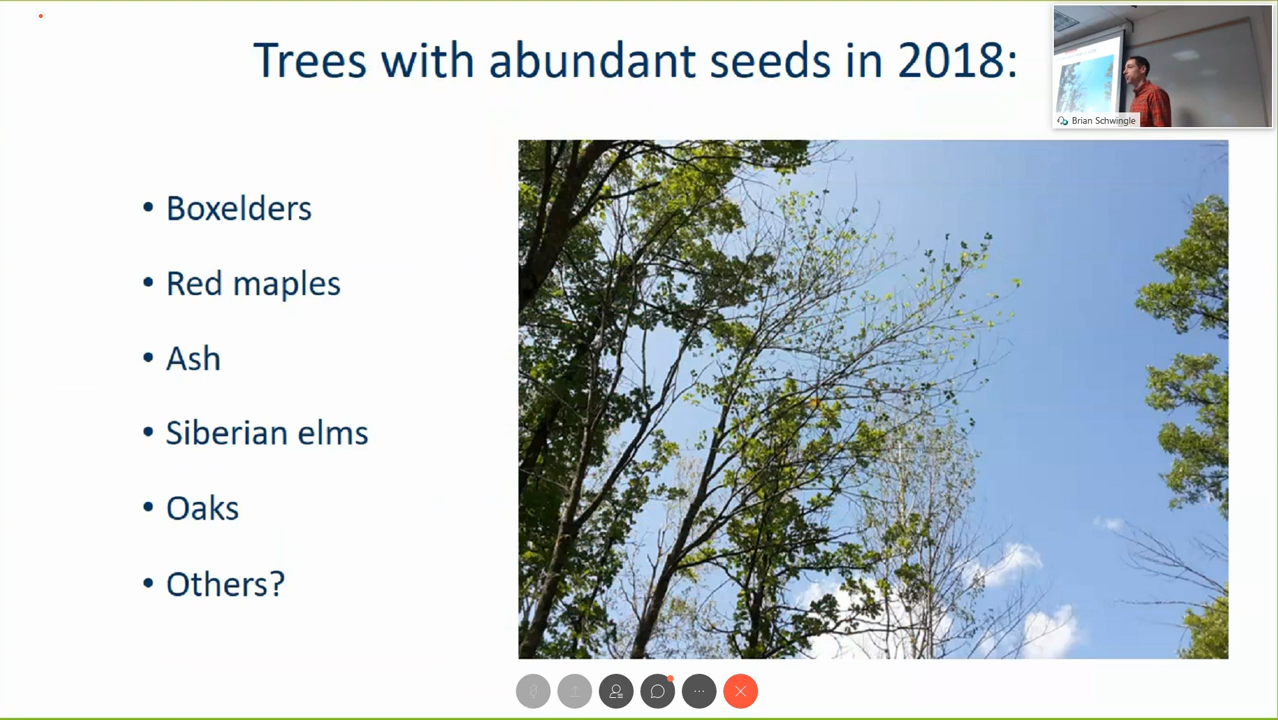 Trees with abundant seeds in 2018:
Brian Schwingle
• Boxelders
• Red maples
• Ash
• Siberian elms
• Oaks
• Others?